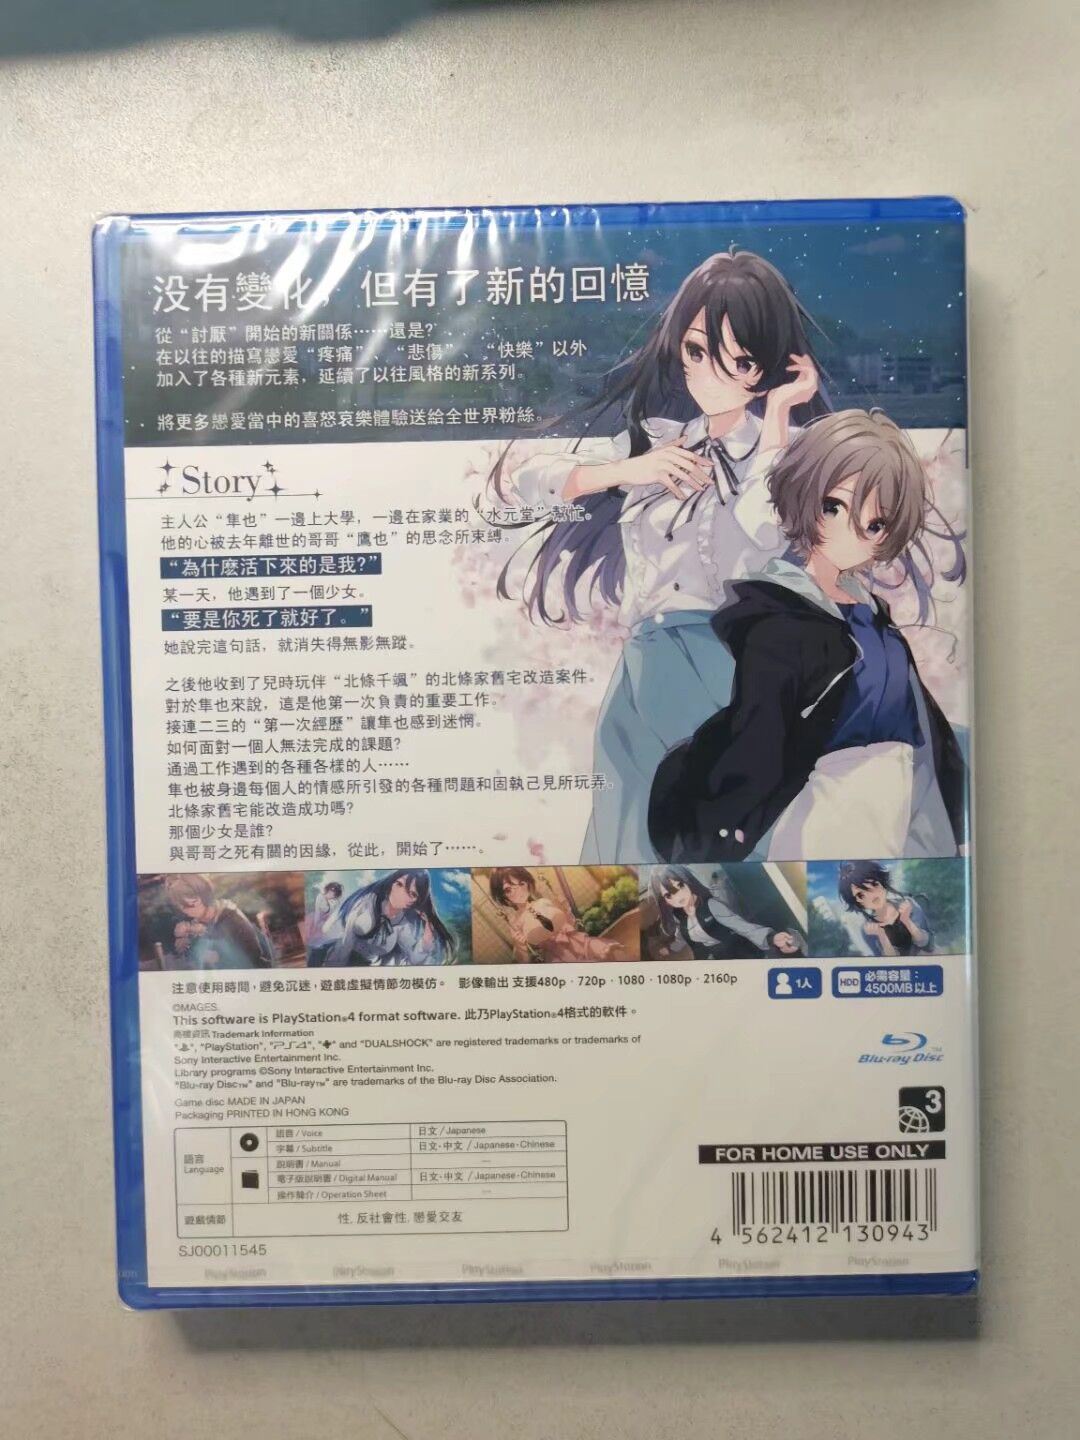 没有變化，但有了新的回憶
從“討厭”開始的新關係……還是?
在以往的描寫戀愛“疼痛”、“悲傷”、“快樂”以外
加入了各種新元素，延續了以往風格的新系列。
將更多戀愛當中的喜怒哀樂體驗送給全世界粉絲。
Story
主人公“隼也”一邊上大學，一邊在家業的“水元堂”幫忙。
他的心被去年離世的哥哥“鷹也”的思念所束縛。
“為什麼活下來的是我?”
某一天，他遇到了一個少女。
“要是你死了就好了。”
她說完這句話，就消失得無影無蹤。
之後他收到了兒時玩伴“北條千颯”的北條家舊宅改造案件。
對於隼也來說，這是他第一次負責的重要工作。
接連二三的“第一次經歷”讓隼也感到迷惘。
如何面對一個人無法完成的課題?
通過工作遇到的各種各樣的人……
隼也被身邊每個人的情感所引發的各種問題和固執己見所玩弄。
北條家舊宅能改造成功嗎?
那個少女是誰?
與哥哥之死有關的因緣，從此，開始了……。
注意使用時間，避免沉迷，遊戲虛擬情節勿模仿。 影像輸出 支援480p・720p・1080i・1080p・2160p
1人
HDD 必需容量：4500MB以上
©MAGES.
This software is PlayStation®4 format software. 此乃PlayStation®4格式的軟件。
商標資訊 Trademark Information
"PlayStation", "PS4", and "DUALSHOCK" are registered trademarks or trademarks of
Sony Interactive Entertainment Inc.
Library programs ©Sony Interactive Entertainment Inc.
"Blu-ray Disc™" and "Blu-ray™" are trademarks of the Blu-ray Disc Association.
Blu-ray Disc™
Game disc MADE IN JAPAN
Packaging PRINTED IN HONG KONG
3
語言 Language
語音 / Voice 日文 / Japanese
字幕 / Subtitle 日文・中文 / Japanese・Chinese
說明書 / Manual —
電子版說明書 / Digital Manual 日文・中文 / Japanese・Chinese
操作簡介 / Operation Sheet —
遊戲情節 性, 反社會性, 戀愛交友
FOR HOME USE ONLY
4 562412 130943
SJ00011545
PlayStation PlayStation PlayStation PlayStation PlayStation PlayStation